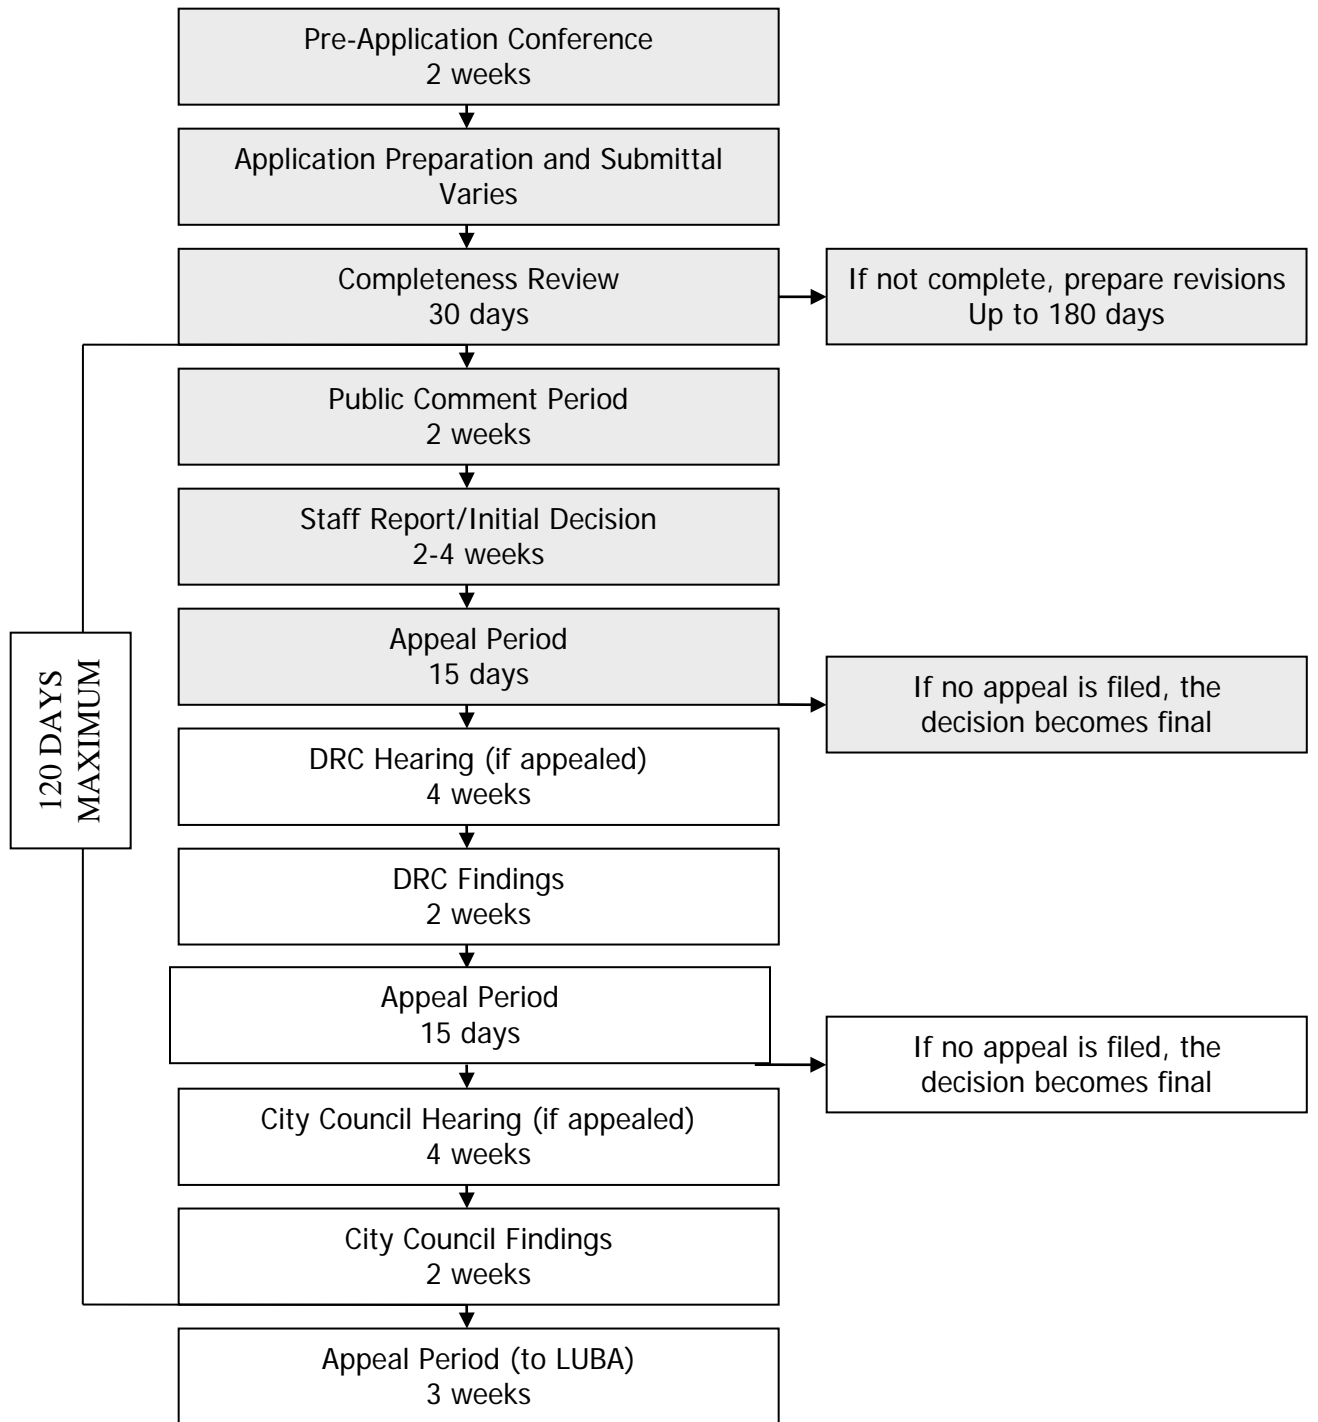 Pre-Application Conference
2 weeks
Application Preparation and Submittal
Varies
Completeness Review
30 days
If not complete, prepare revisions
Up to 180 days
Public Comment Period
2 weeks
Staff Report/Initial Decision
2-4 weeks
Appeal Period
15 days
If no appeal is filed, the
decision becomes final
120 DAYS
MAXIMUM
DRC Hearing (if appealed)
4 weeks
DRC Findings
2 weeks
Appeal Period
15 days
If no appeal is filed, the
decision becomes final
City Council Hearing (if appealed)
4 weeks
City Council Findings
2 weeks
Appeal Period (to LUBA)
3 weeks